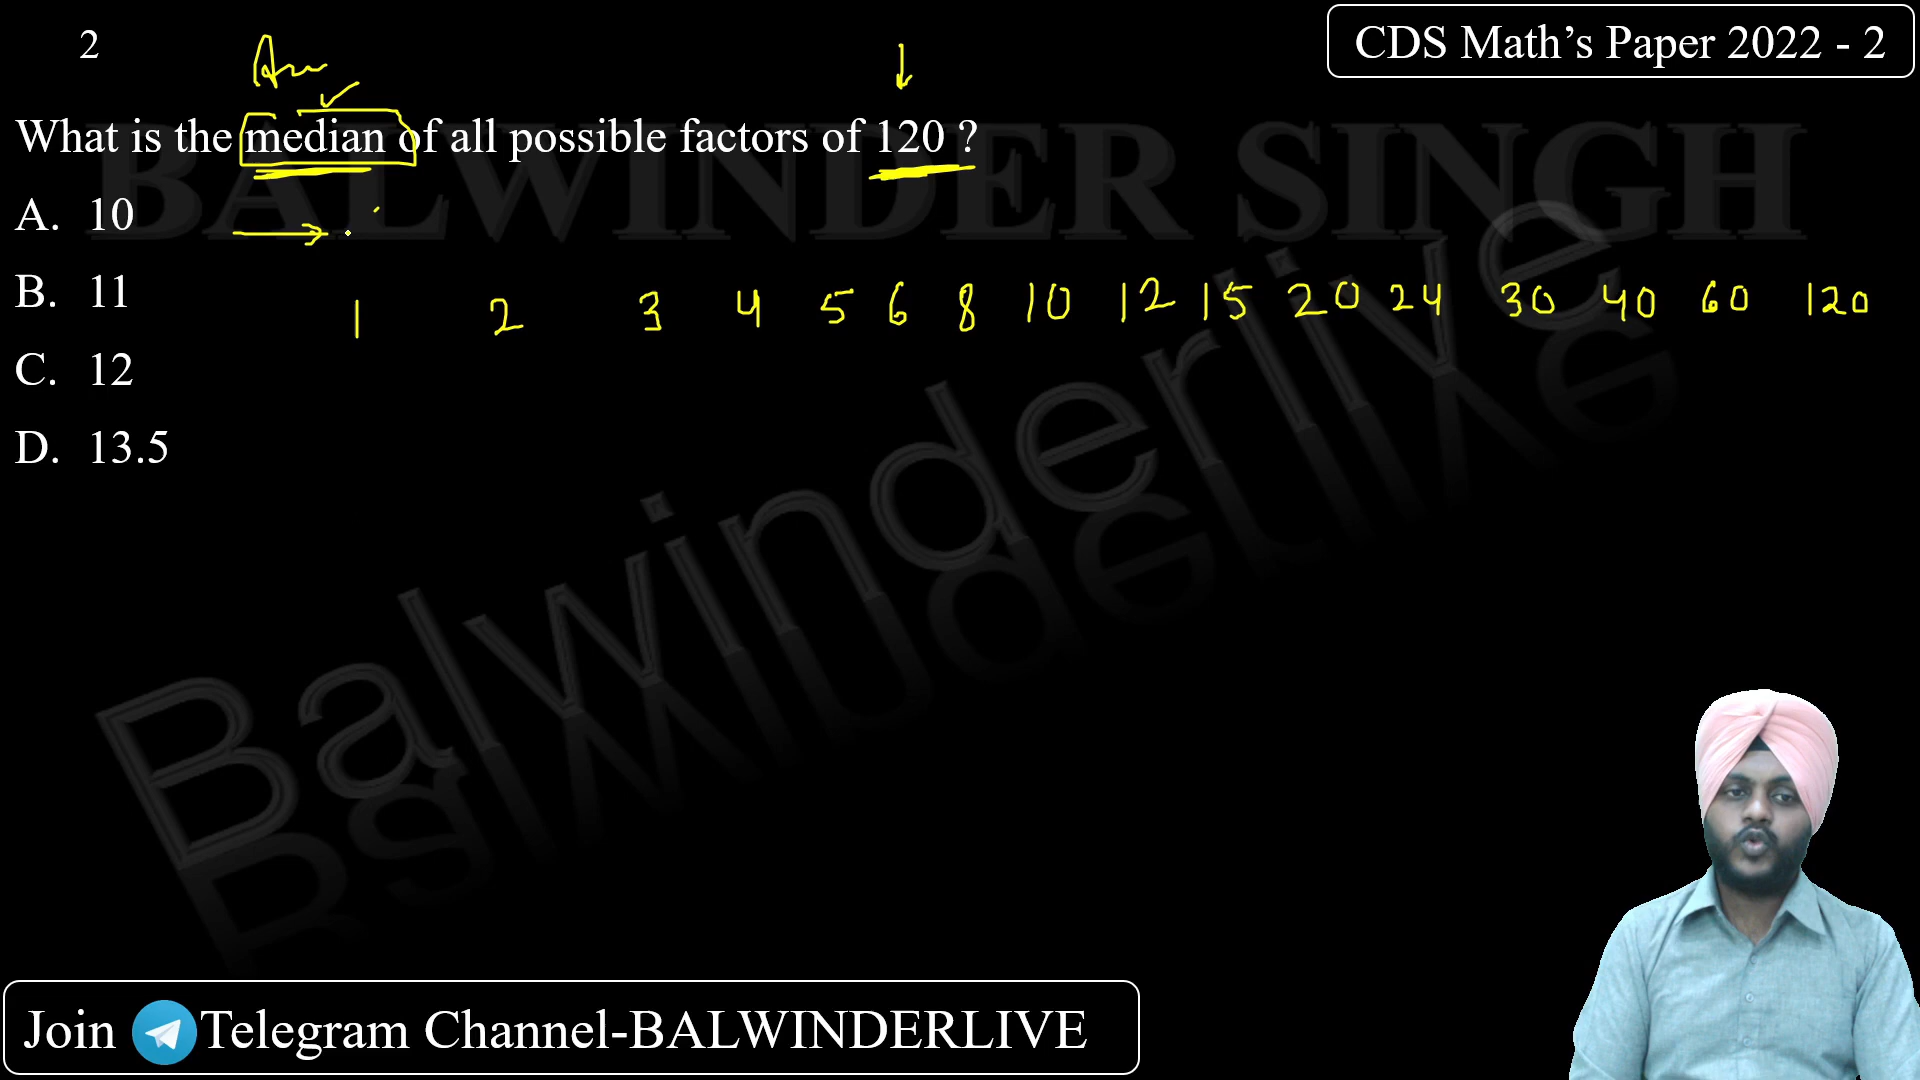 2
CDS Math’s Paper 2022 - 2
Ans
What is the median of all possible factors of 120 ?
BALWINDER SINGH
A. 10
B. 11
1 2 3 4 5 6 8 10 12 15 20 24 30 40 60 120
C. 12
D. 13.5
Balwinderlive
Join Telegram Channel-BALWINDERLIVE